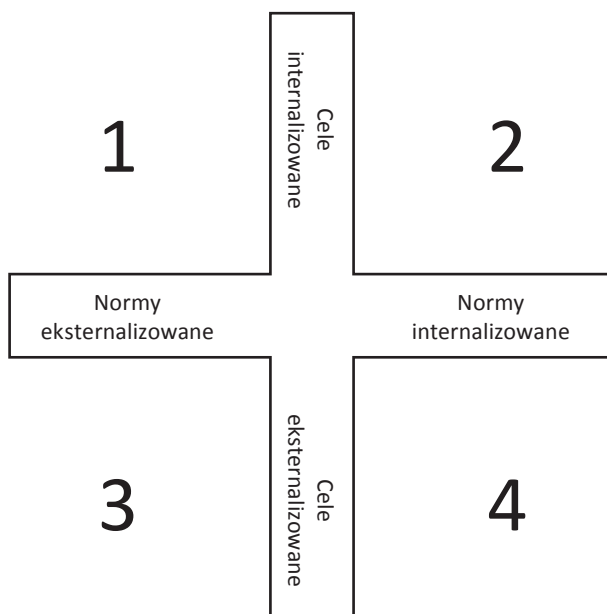 1
Cele
internalizowane
2
Normy
eksternalizowane
Normy
internalizowane
3
Cele
eksternalizowane
4